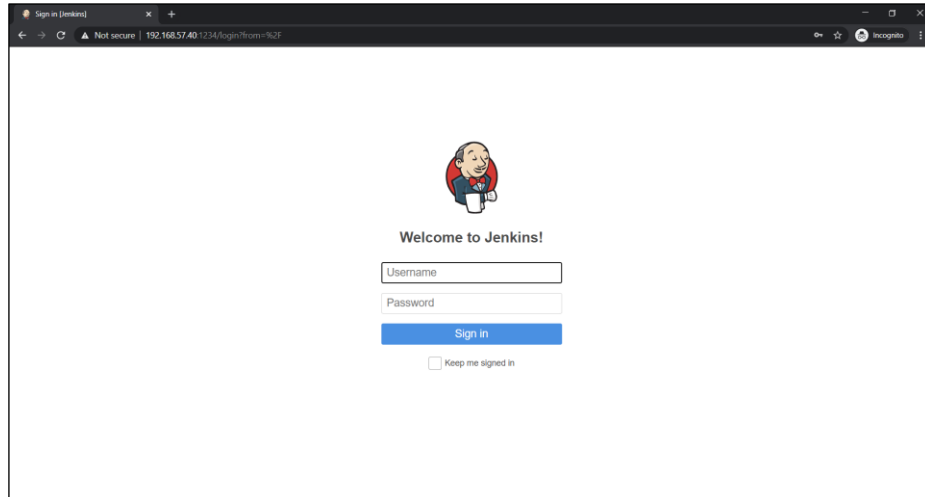 Sign in [Jenkins]
Not secure | 192.168.57.40:1234/login?from=%2F
Incognito
Welcome to Jenkins!
Username
Password
Sign in
Keep me signed in